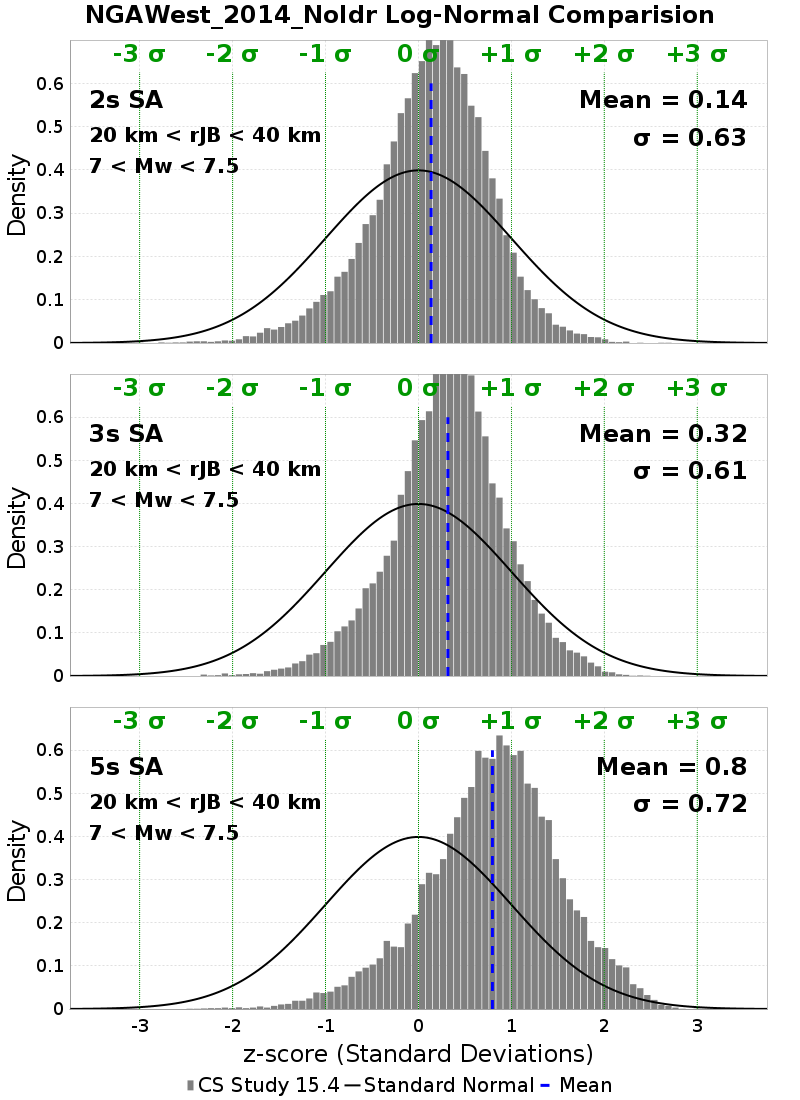 NGAWest_2014_NoIdr Log-Normal Comparision
-3 σ -2 σ -1 σ 0 σ +1 σ +2 σ +3 σ
2s SA
Mean = 0.14
20 km < rJB < 40 km
σ = 0.63
7 < Mw < 7.5
Density
0.6
0.5
0.4
0.3
0.2
0.1
0
-3 σ -2 σ -1 σ 0 σ +1 σ +2 σ +3 σ
3s SA
Mean = 0.32
20 km < rJB < 40 km
σ = 0.61
7 < Mw < 7.5
Density
0.6
0.5
0.4
0.3
0.2
0.1
0
-3 σ -2 σ -1 σ 0 σ +1 σ +2 σ +3 σ
5s SA
Mean = 0.8
20 km < rJB < 40 km
σ = 0.72
7 < Mw < 7.5
Density
0.6
0.5
0.4
0.3
0.2
0.1
0
-3 -2 -1 0 1 2 3
z-score (Standard Deviations)
CS Study 15.4 Standard Normal Mean